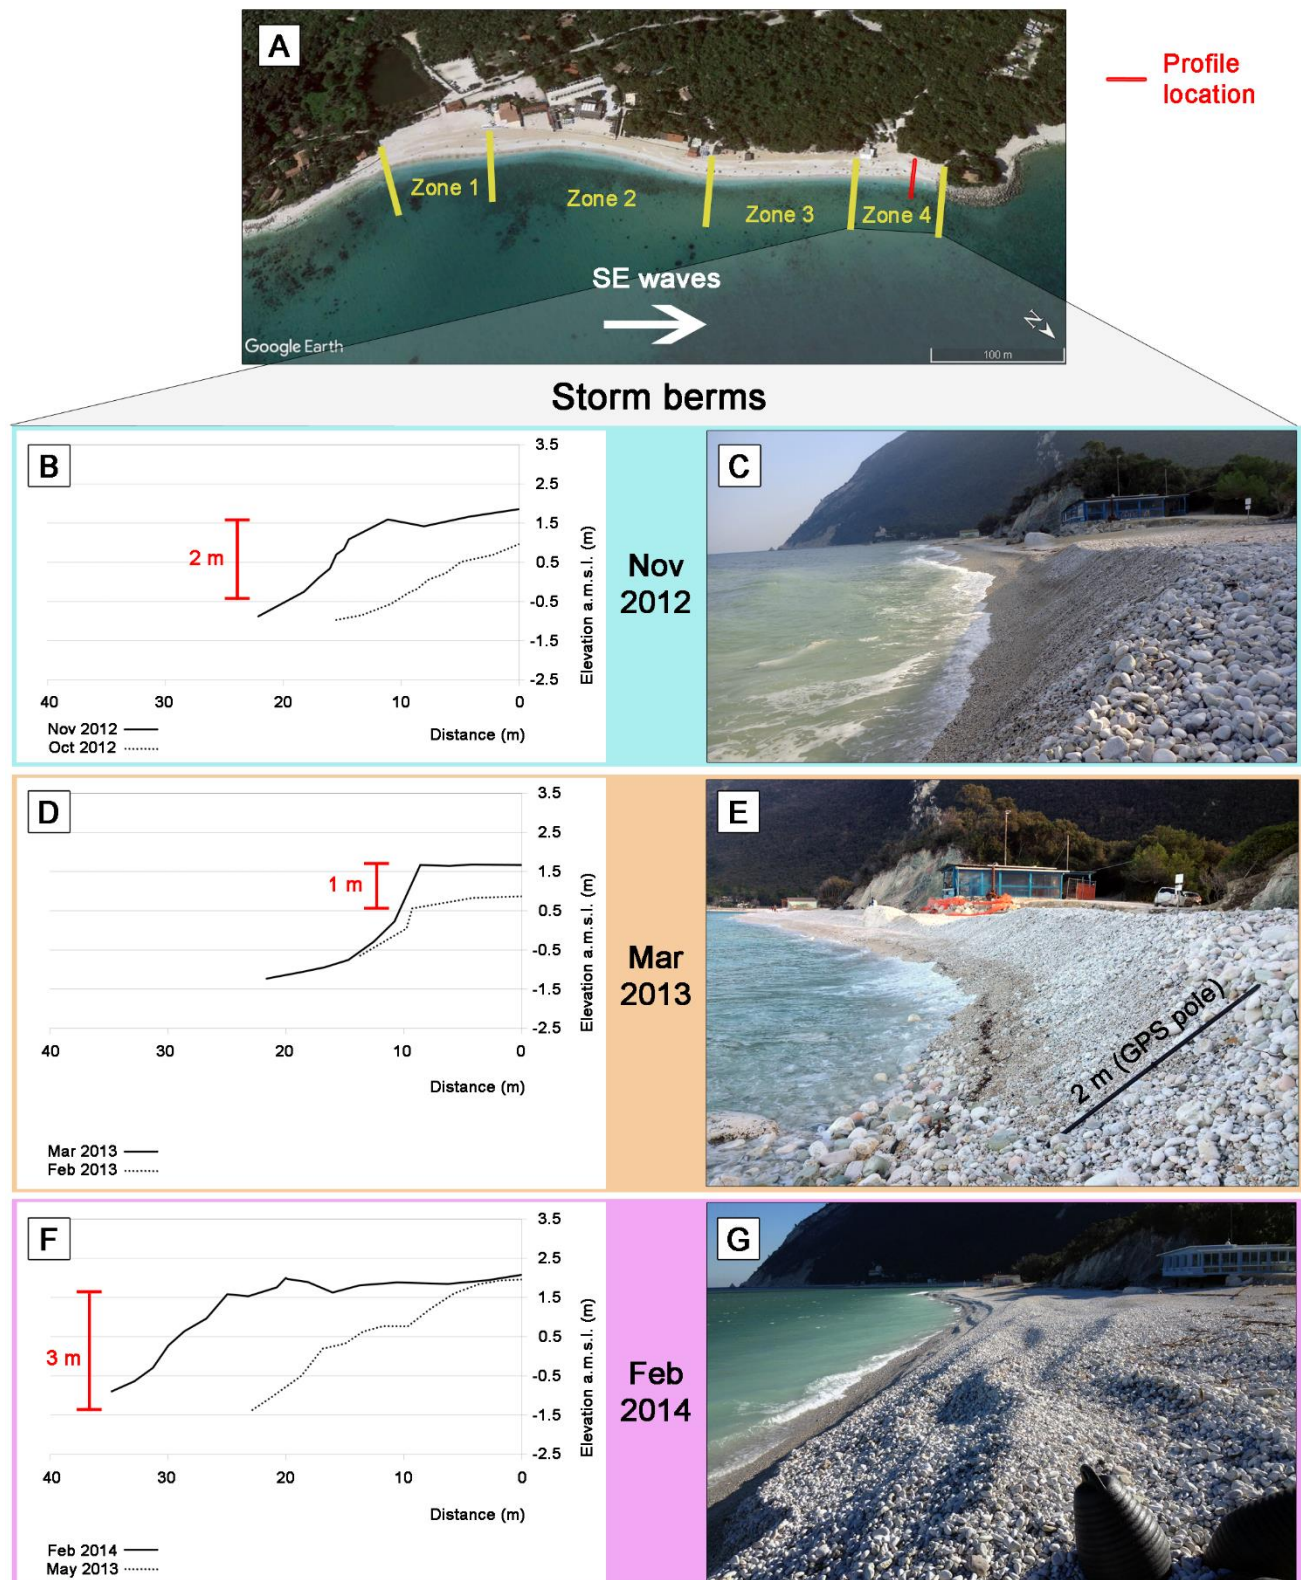 A
Profile
location
Zone 1
Zone 2
Zone 3
Zone 4
SE waves
N
Google Earth
100 m
Storm berms
B
3.5
2.5
1.5
0.5
-0.5
-1.5
-2.5
Elevation a.m.s.l. (m)
2 m
40
30
20
10
0
Nov 2012
Oct 2012
Distance (m)
Nov
2012
C
D
3.5
2.5
1.5
0.5
-0.5
-1.5
-2.5
Elevation a.m.s.l. (m)
1 m
40
30
20
10
0
Distance (m)
Mar 2013
Feb 2013
Mar
2013
E
2 m (GPS pole)
F
3.5
2.5
1.5
0.5
-0.5
-1.5
-2.5
Elevation a.m.s.l. (m)
3 m
40
30
20
10
0
Distance (m)
Feb 2014
May 2013
Feb
2014
G